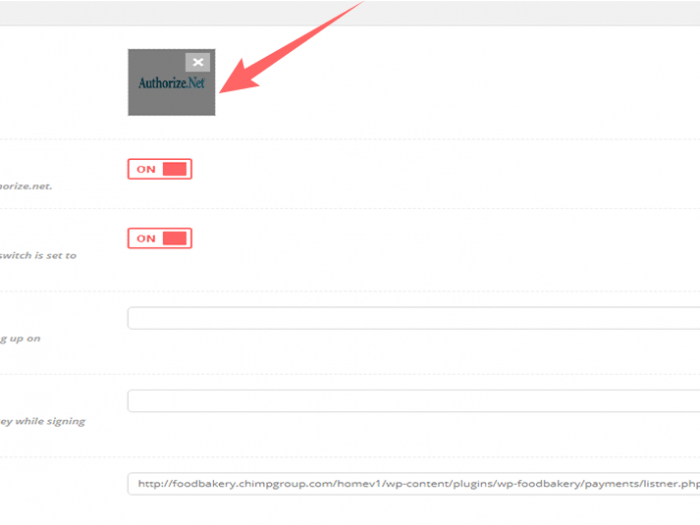 Authorize.Net
ON
orize.net.
ON
switch is set to
g up on
ey while signing
http://foodbakery.chimpgroup.com/homev1/wp-content/plugins/wp-foodbakery/payments/listner.php